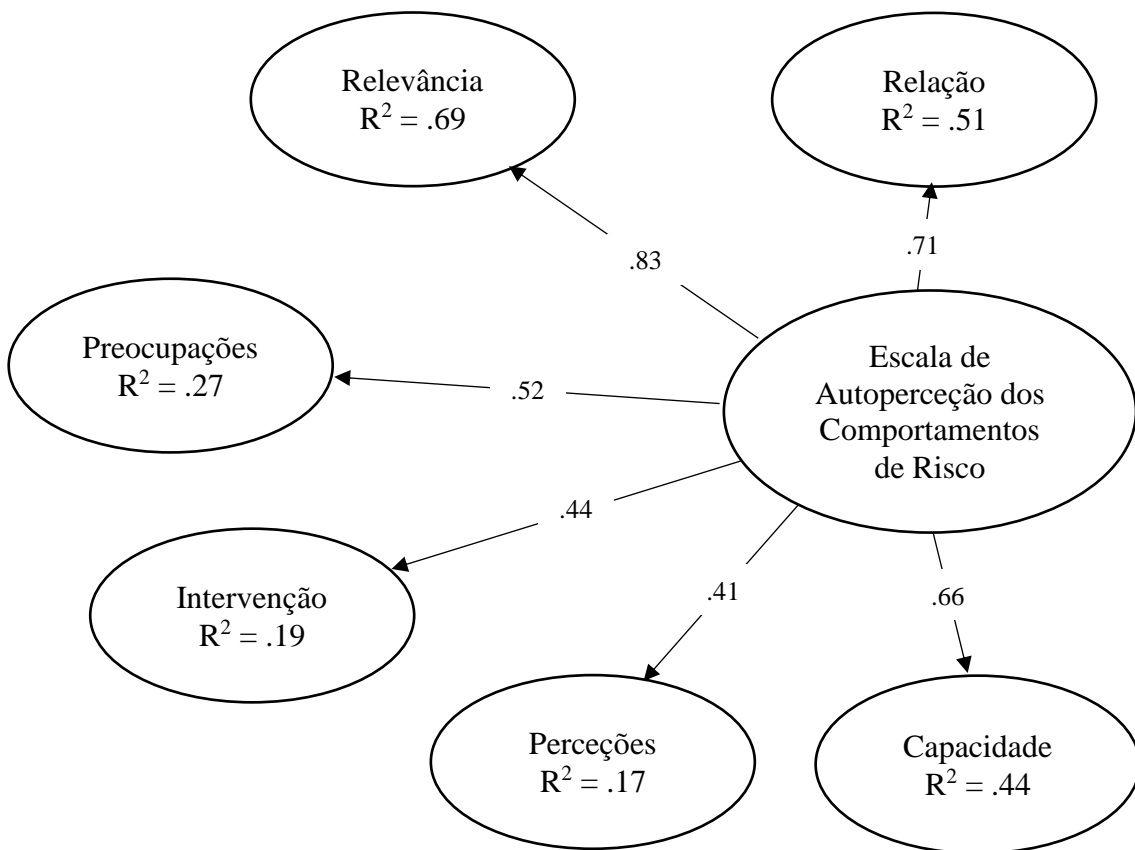 Relevância
R² = .69
Relação
R² = .51
.83
.71
Preocupações
R² = .27
.52
Escala de
Autoperceção dos
Comportamentos
de Risco
.44
Intervenção
R² = .19
.41
.66
Perceções
R² = .17
Capacidade
R² = .44